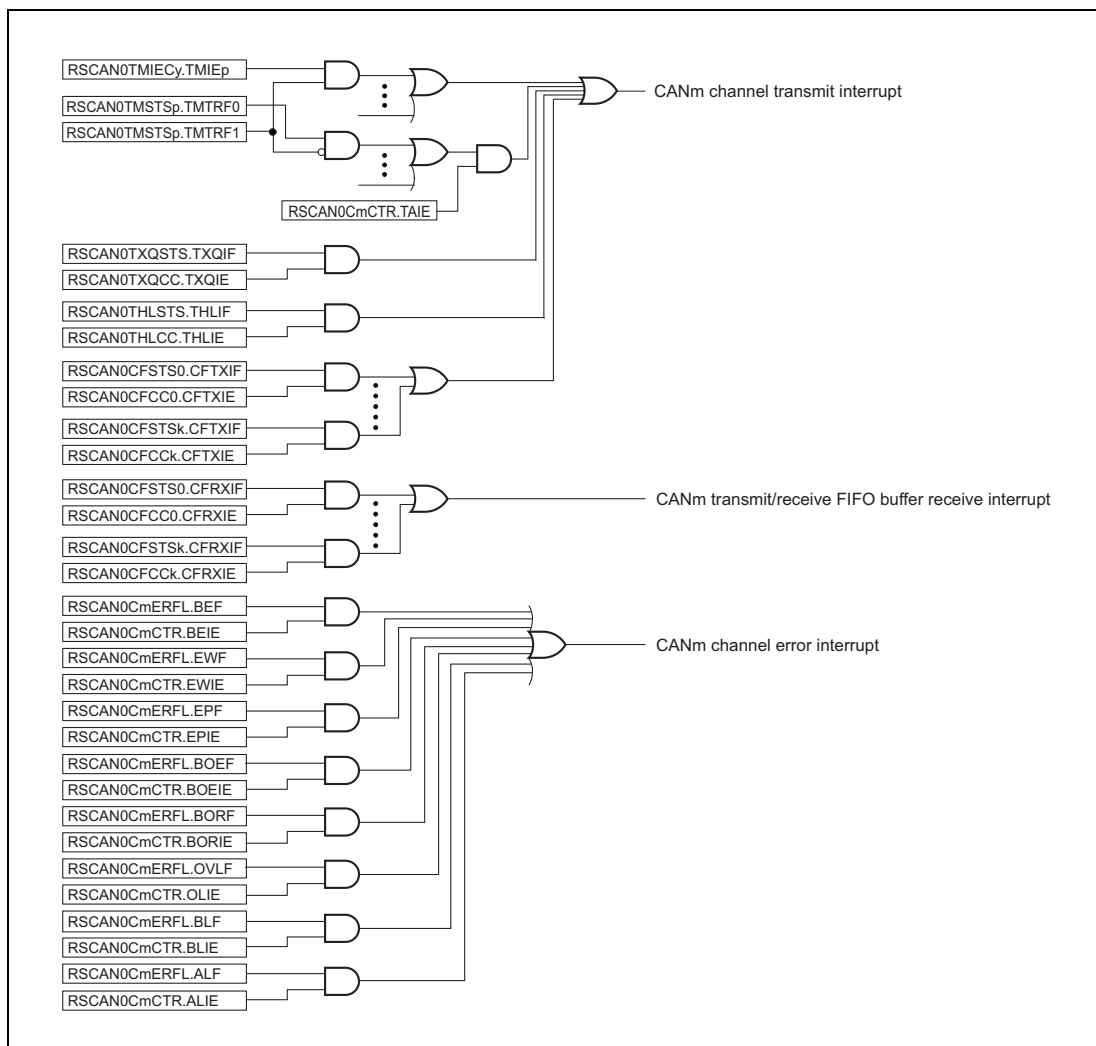 RSCAN0TMIECy.TMIEp
RSCAN0TMSTSp.TMTRF0
RSCAN0TMSTSp.TMTRF1
CANm channel transmit interrupt
RSCAN0CmCTR.TAIE
RSCAN0TXQSTS.TXQIF
RSCAN0TXQCC.TXQIE
RSCAN0THLSTS.THLIF
RSCAN0THLCC.THLIE
RSCAN0CFSTS0.CFTXIF
RSCAN0CFCC0.CFTXIE
RSCAN0CFSTSk.CFTXIF
RSCAN0CFCCk.CFTXIE
RSCAN0CFSTS0.CFRXIF
RSCAN0CFCC0.CFRXIE
CANm transmit/receive FIFO buffer receive interrupt
RSCAN0CFSTSk.CFRXIF
RSCAN0CFCCk.CFRXIE
RSCAN0CmERFL.BEF
RSCAN0CmCTR.BEIE
CANm channel error interrupt
RSCAN0CmERFL.EWF
RSCAN0CmCTR.EWIE
RSCAN0CmERFL.EPF
RSCAN0CmCTR.EPIE
RSCAN0CmERFL.BOEF
RSCAN0CmCTR.BOEIE
RSCAN0CmERFL.BORF
RSCAN0CmCTR.BORIE
RSCAN0CmERFL.OVLF
RSCAN0CmCTR.OLIE
RSCAN0CmERFL.BLF
RSCAN0CmCTR.BLIE
RSCAN0CmERFL.ALF
RSCAN0CmCTR.ALIE